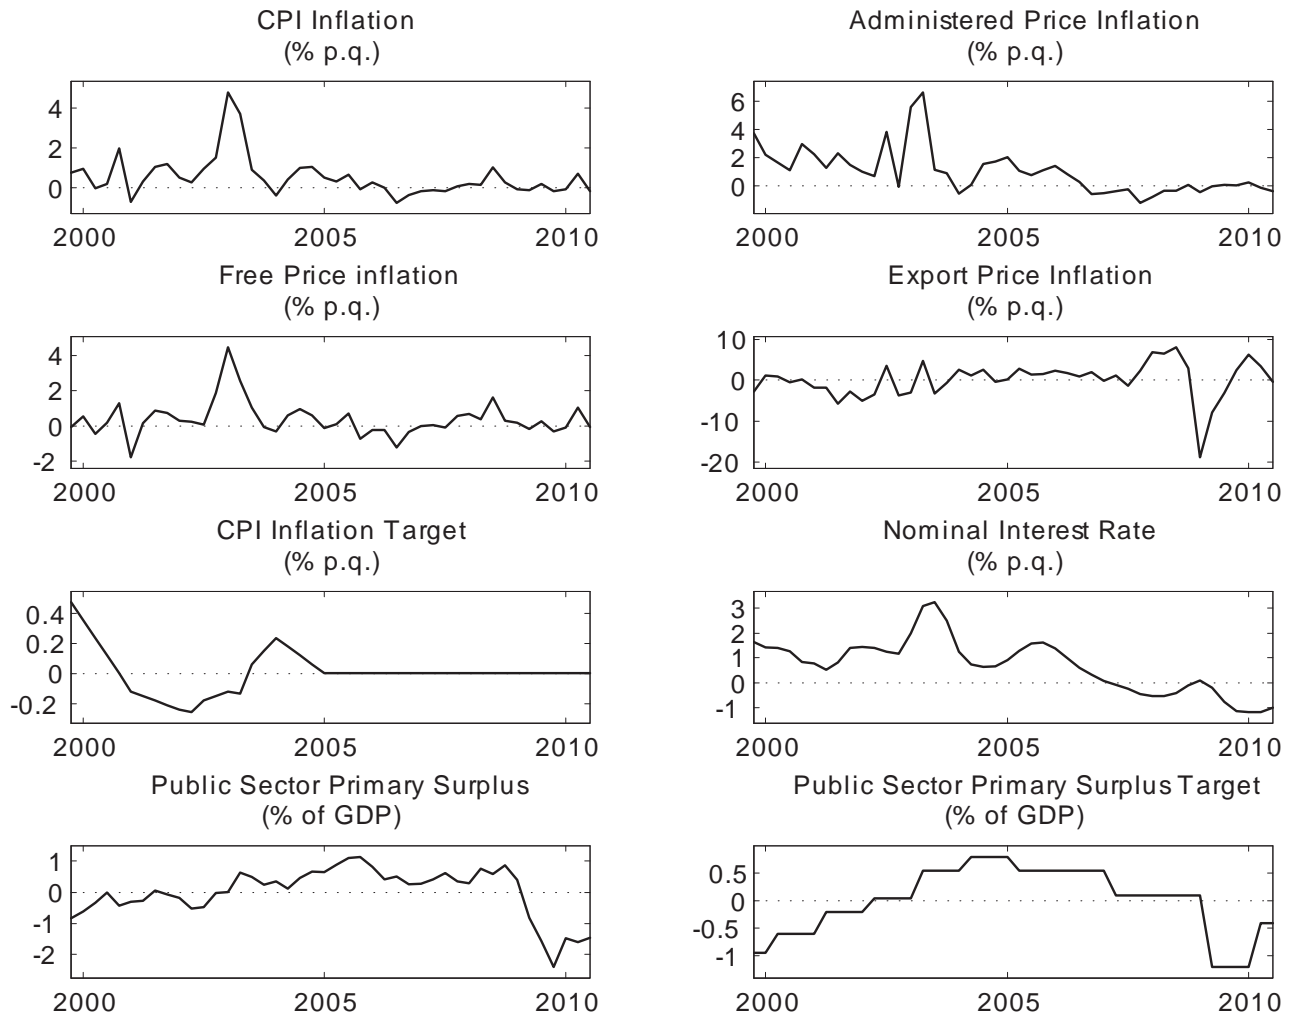 CPI Inflation
(% p.q.)
4
2
0
2000 2005 2010
Administered Price Inflation
(% p.q.)
6
4
2
0
2000 2005 2010
Free Price inflation
(% p.q.)
4
2
0
-2
2000 2005 2010
Export Price Inflation
(% p.q.)
10
0
-10
-20
2000 2005 2010
CPI Inflation Target
(% p.q.)
0.4
0.2
0
-0.2
2000 2005 2010
Nominal Interest Rate
(% p.q.)
3
2
1
0
-1
2000 2005 2010
Public Sector Primary Surplus
(% of GDP)
1
0
-1
-2
2000 2005 2010
Public Sector Primary Surplus Target
(% of GDP)
0.5
0
-0.5
-1
2000 2005 2010